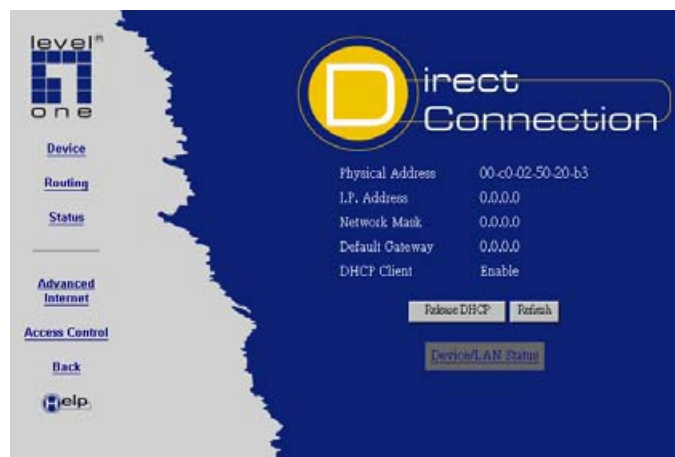 level
one
Device
Routing
Status
Advanced
Internet
Access Control
Back
Help
Direct
Connection
Physical Address 00-c0-02-50-20-b3
I.P. Address 0.0.0.0
Network Mask 0.0.0.0
Default Gateway 0.0.0.0
DHCP Client Enable
Release DHCP Refresh
Device/LAN Status